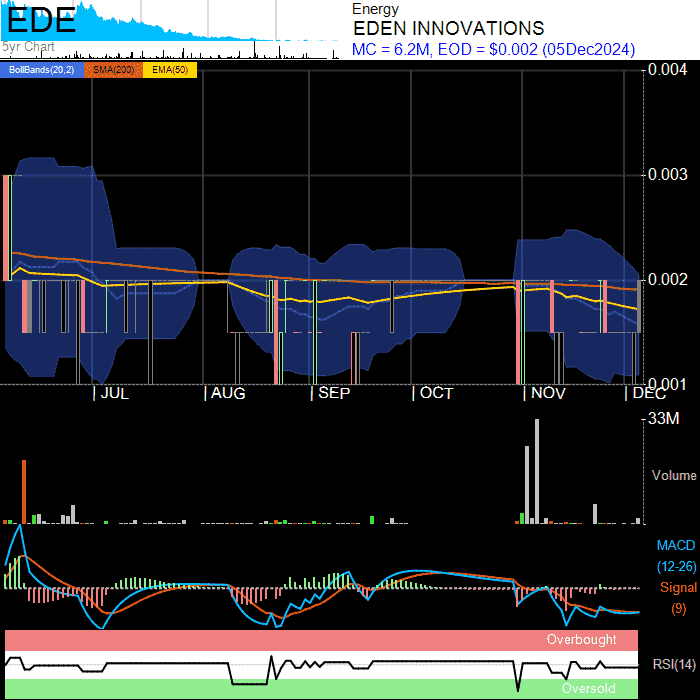 EDE
5yr Chart
Energy
EDEN INNOVATIONS
MC = 6.2M, EOD = $0.002 (05Dec2024)
BollBands(20,2) SMA(200) EMA(50)
0.004
0.003
0.002
0.001
JUL AUG SEP OCT NOV DEC
33M
Volume
MACD
(12-26)
Signal
(9)
Overbought
RSI(14)
Oversold